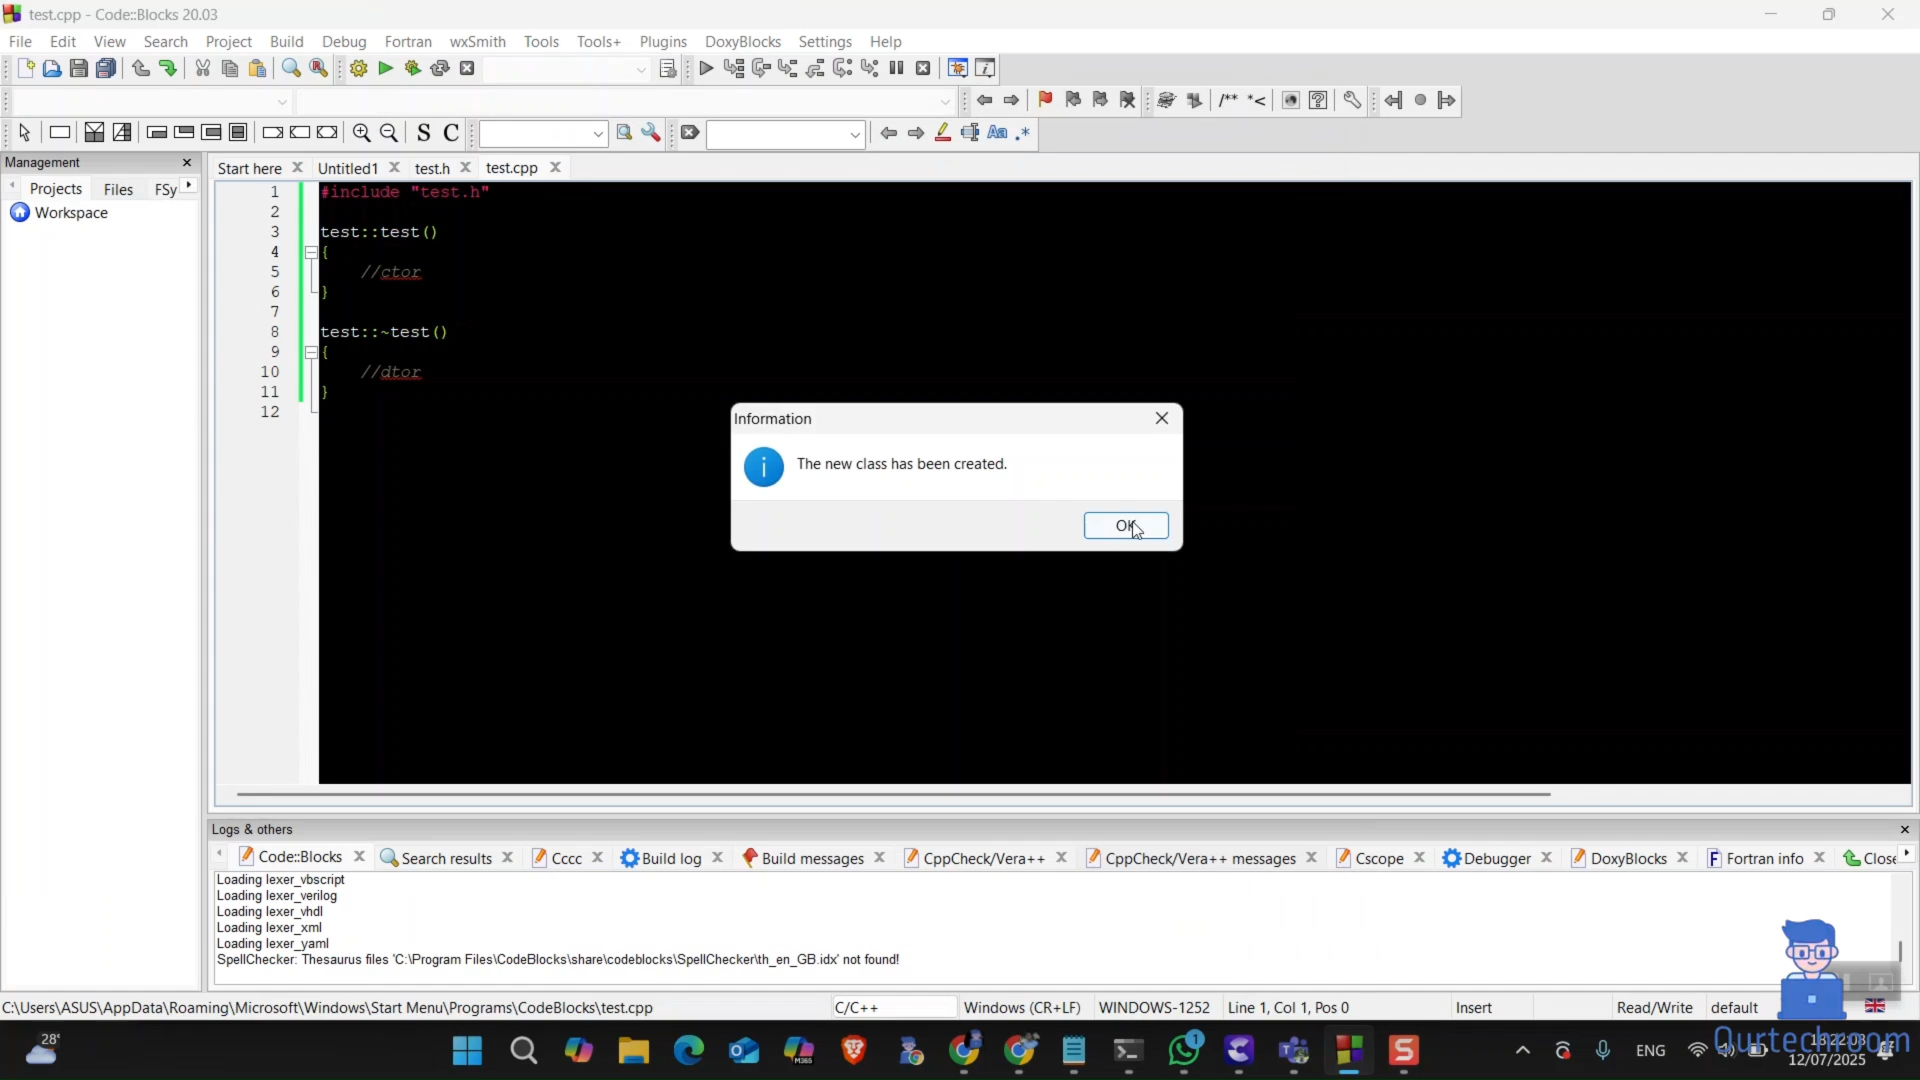 test.cpp - Code::Blocks 20.03
File Edit View Search Project Build Debug Fortran wxSmith Tools Tools+ Plugins DoxyBlocks Settings Help
/** *<
S C Aa .*
Management
Projects Files FSy
Workspace
Start here Untitled1 test.h test.cpp
1 #include "test.h"
2
3 test::test()
4 {
5 //ctor
6 }
7
8 test::~test()
9 {
10 //dtor
11 }
12
Information
The new class has been created.
OK
Logs & others
Code::Blocks Search results Cccc Build log Build messages CppCheck/Vera++ CppCheck/Vera++ messages Cscope Debugger DoxyBlocks Fortran info Close
Loading lexer_vbscript
Loading lexer_verilog
Loading lexer_vhdl
Loading lexer_xml
Loading lexer_yaml
SpellChecker: Thesaurus files 'C:\Program Files\CodeBlocks\share\codeblocks\SpellChecker\th_en_GB.idx' not found!
C:\Users\ASUS\AppData\Roaming\Microsoft\Windows\Start Menu\Programs\CodeBlocks\test.cpp C/C++ Windows (CR+LF) WINDOWS-1252 Line 1, Col 1, Pos 0 Insert Read/Write default
28° M365 1 S ENG
Qurtechroom
12/07/2025